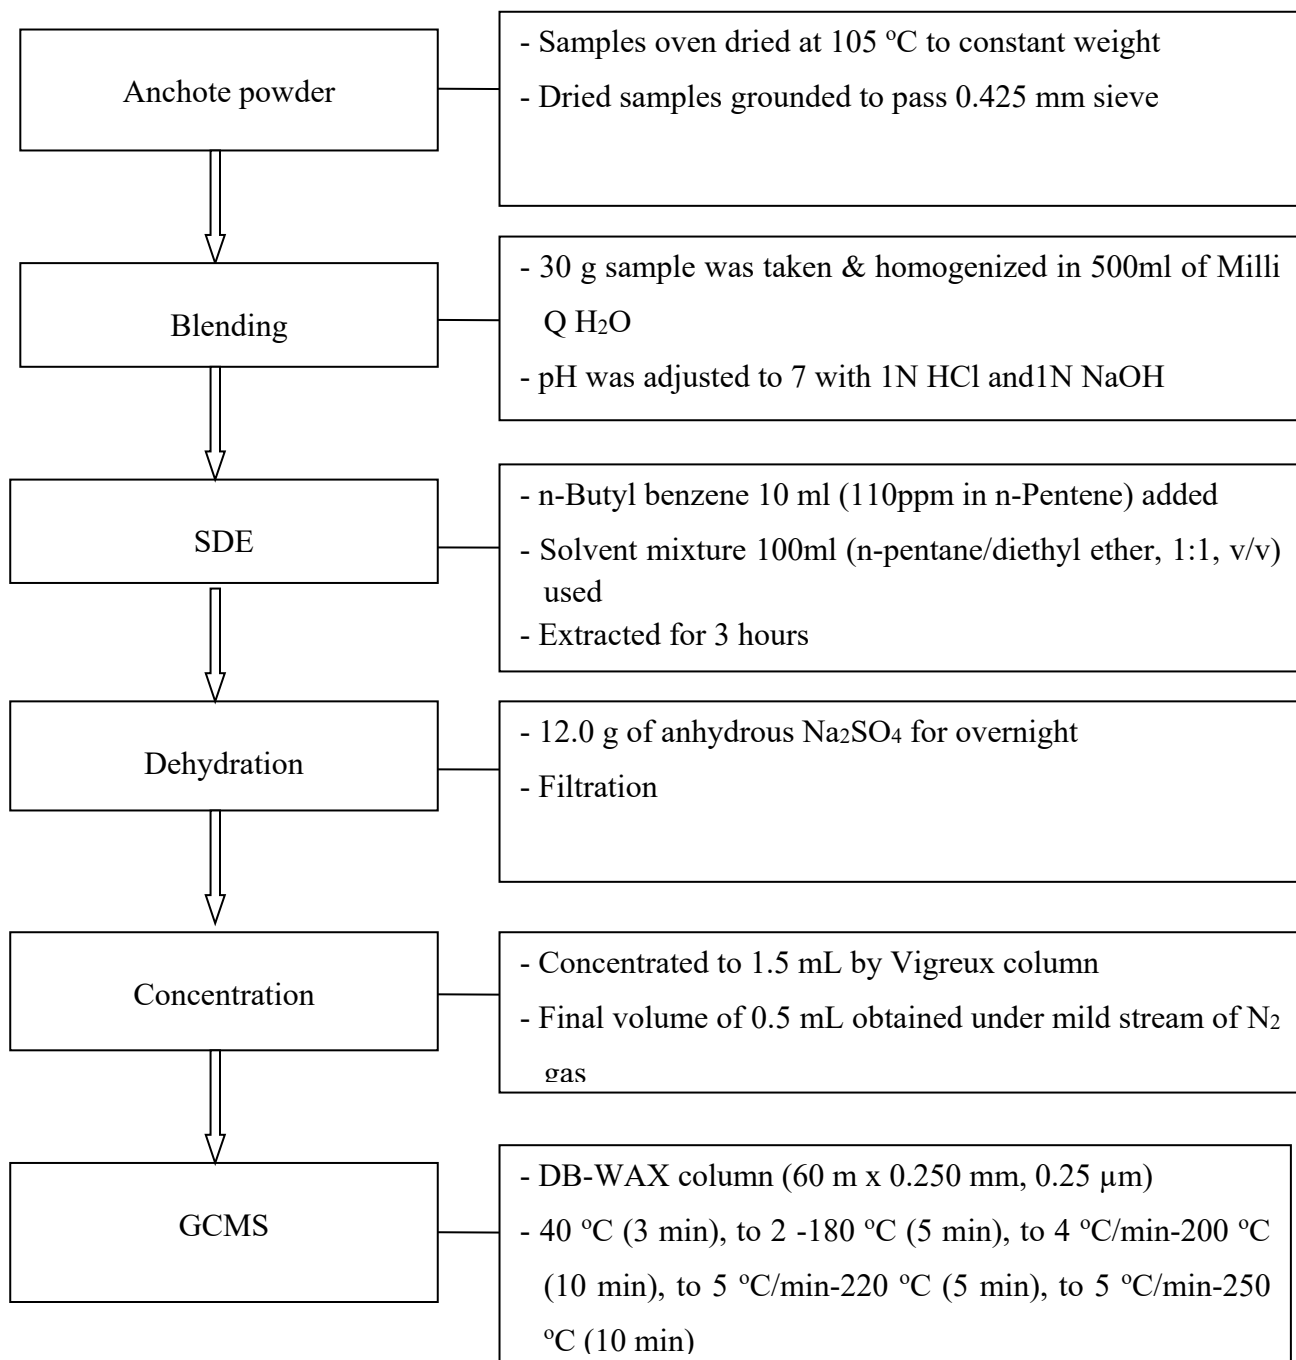 Anchote powder
- Samples oven dried at 105 ºC to constant weight
- Dried samples grounded to pass 0.425 mm sieve
Blending
- 30 g sample was taken & homogenized in 500ml of Milli
Q H₂O
- pH was adjusted to 7 with 1N HCl and1N NaOH
SDE
- n-Butyl benzene 10 ml (110ppm in n-Pentene) added
- Solvent mixture 100ml (n-pentane/diethyl ether, 1:1, v/v)
used
- Extracted for 3 hours
Dehydration
- 12.0 g of anhydrous Na₂SO₄ for overnight
- Filtration
Concentration
- Concentrated to 1.5 mL by Vigreux column
- Final volume of 0.5 mL obtained under mild stream of N₂
gas
GCMS
- DB-WAX column (60 m x 0.250 mm, 0.25 µm)
- 40 ºC (3 min), to 2 -180 ºC (5 min), to 4 ºC/min-200 ºC
(10 min), to 5 ºC/min-220 ºC (5 min), to 5 ºC/min-250
ºC (10 min)